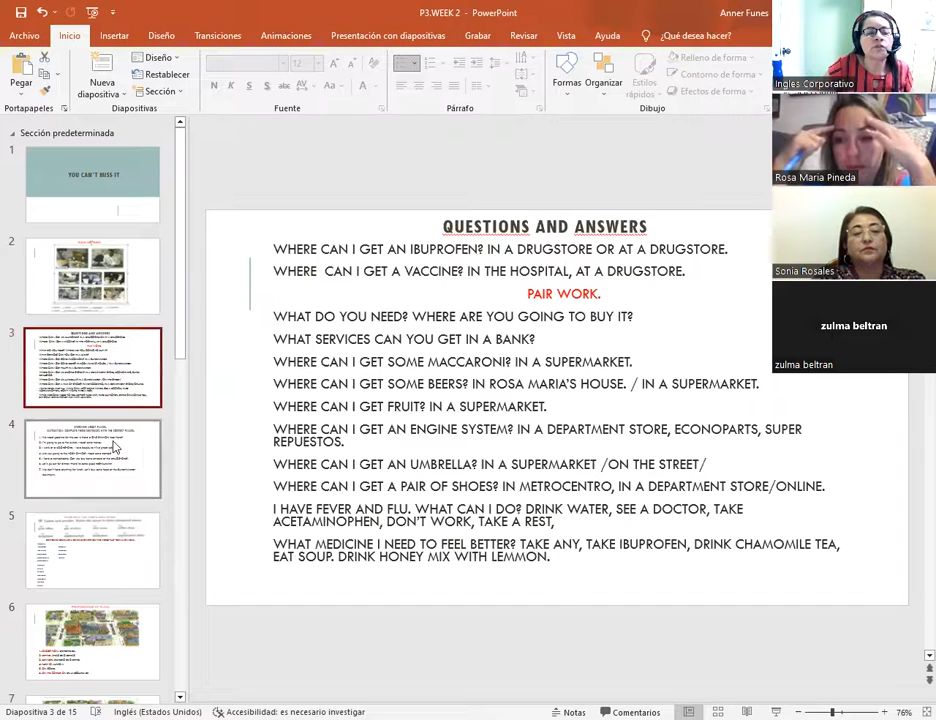 P3.WEEK 2 - PowerPoint
Anner Funes
Archivo Inicio Insertar Diseño Transiciones Animaciones Presentación con diapositivas Grabar Revisar Vista Ayuda ¿Qué desea hacer?
Pegar
Nueva diapositiva
Disposición
Restablecer
Sección
12
N K S abc Aa A
Formas Organizar Estilos rápidos
Relleno de forma
Contorno de forma
Efectos de forma
Portapapeles Diapositivas Fuente Párrafo Dibujo
Sección predeterminada
1
YOU CAN'T MISS IT
2
3
4
5
6
7
QUESTIONS AND ANSWERS
WHERE CAN I GET AN IBUPROFEN? IN A DRUGSTORE OR AT A DRUGSTORE.
WHERE CAN I GET A VACCINE? IN THE HOSPITAL, AT A DRUGSTORE.
PAIR WORK.
WHAT DO YOU NEED? WHERE ARE YOU GOING TO BUY IT?
WHAT SERVICES CAN YOU GET IN A BANK?
WHERE CAN I GET SOME MACCARONI? IN A SUPERMARKET.
WHERE CAN I GET SOME BEERS? IN ROSA MARIA'S HOUSE. / IN A SUPERMARKET.
WHERE CAN I GET FRUIT? IN A SUPERMARKET.
WHERE CAN I GET AN ENGINE SYSTEM? IN A DEPARTMENT STORE, ECONOPARTS, SUPER
REPUESTOS.
WHERE CAN I GET AN UMBRELLA? IN A SUPERMARKET /ON THE STREET/
WHERE CAN I GET A PAIR OF SHOES? IN METROCENTRO, IN A DEPARTMENT STORE/ONLINE.
I HAVE FEVER AND FLU. WHAT CAN I DO? DRINK WATER, SEE A DOCTOR, TAKE
ACETAMINOPHEN, DON'T WORK, TAKE A REST,
WHAT MEDICINE I NEED TO FEEL BETTER? TAKE ANY, TAKE IBUPROFEN, DRINK CHAMOMILE TEA,
EAT SOUP. DRINK HONEY MIX WITH LEMMON.
Ingles Corporativo
Rosa Maria Pineda
Sonia Rosales
zulma beltran
zulma beltran
Diapositiva 3 de 15 Inglés (Estados Unidos) Accesibilidad: es necesario investigar Notas Comentarios 76%